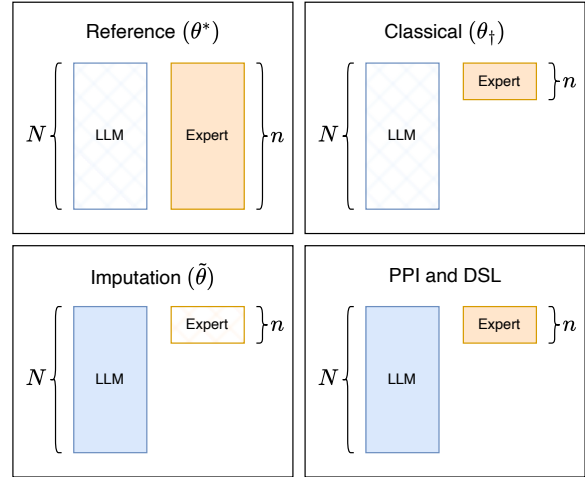 Reference (θ*)
N
LLM
Expert
n
Classical (θ†)
N
LLM
Expert
n
Imputation (θ̃)
N
LLM
Expert
n
PPI and DSL
N
LLM
Expert
n